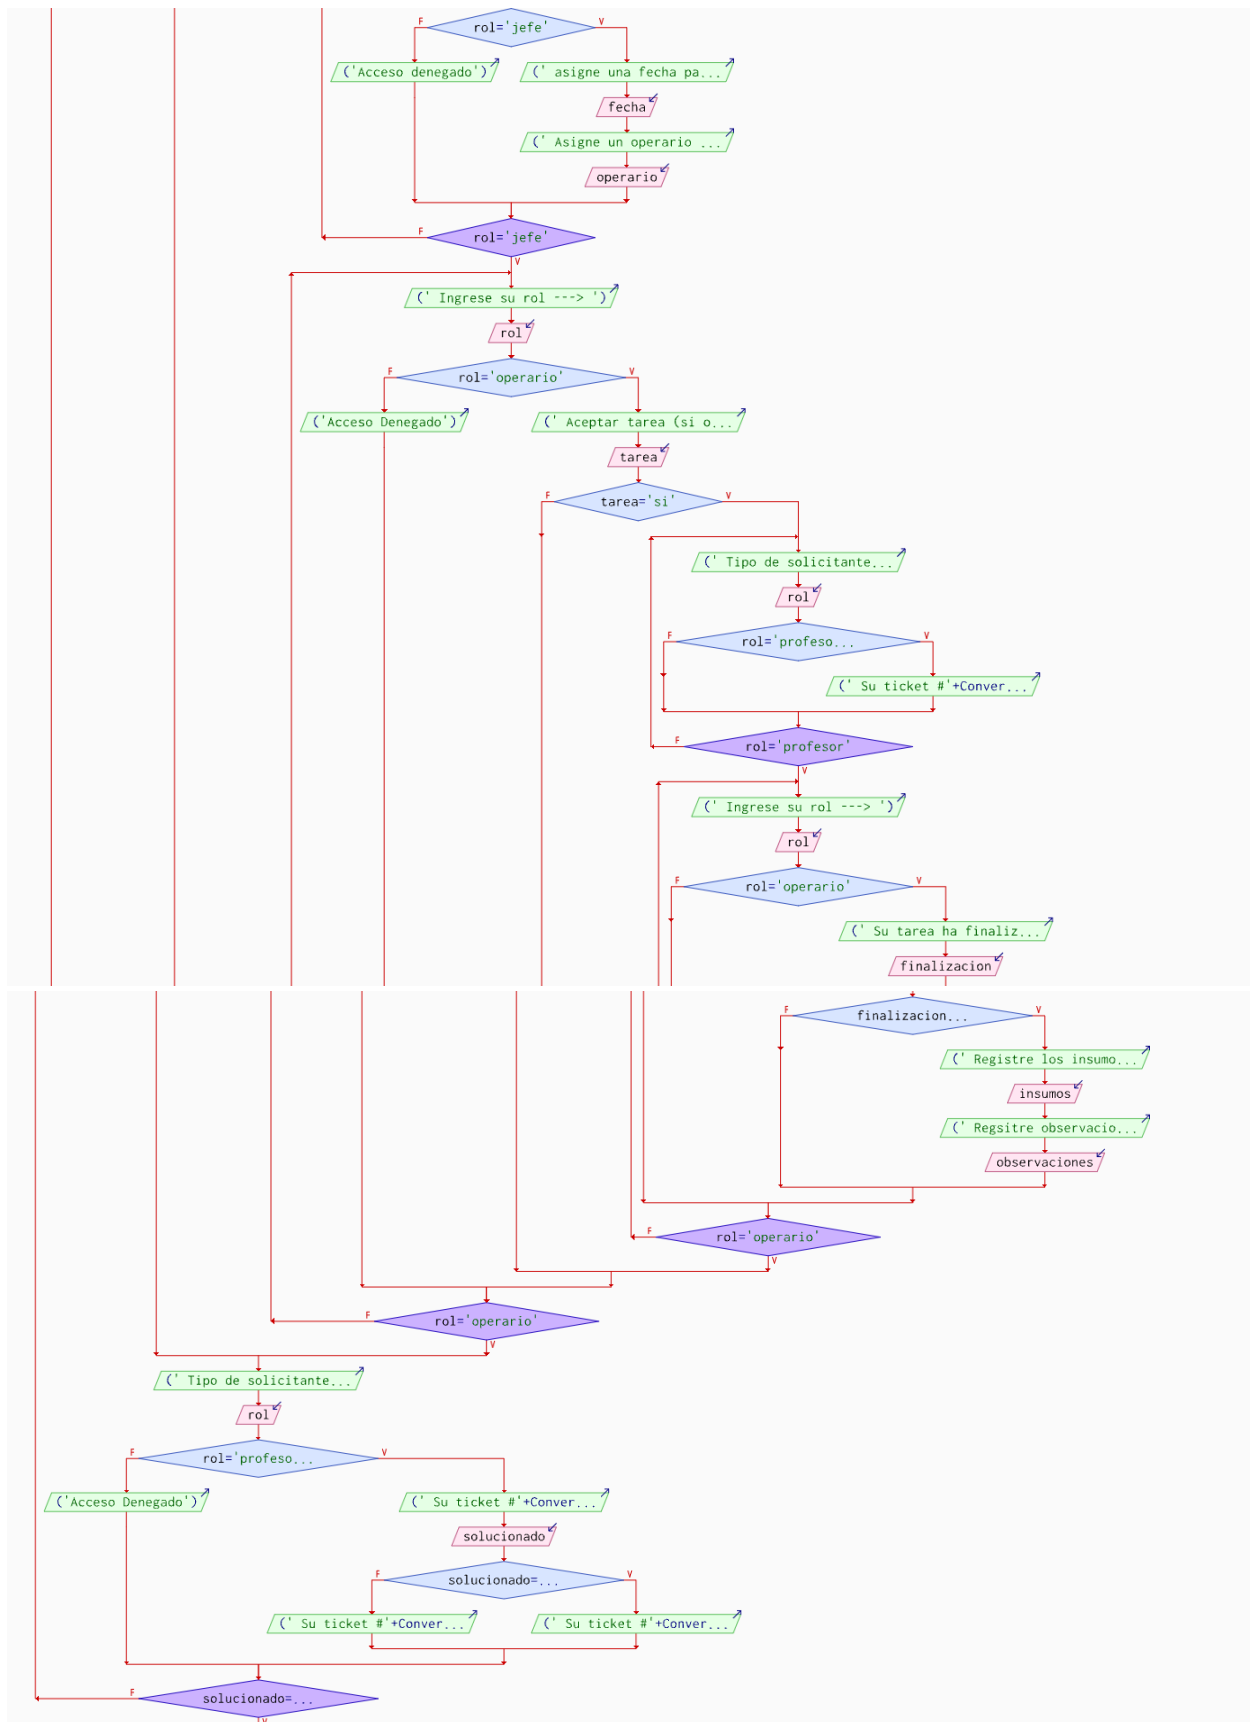 F
rol='jefe'
V
('Acceso denegado')
(' asigne una fecha pa...
fecha
(' Asigne un operario ...
operario
F
rol='jefe'
V
(' Ingrese su rol ---> ')
rol
F
rol='operario'
V
('Acceso Denegado')
(' Aceptar tarea (si o...
tarea
F
tarea='si'
V
(' Tipo de solicitante...
rol
F
rol='profeso...
V
(' Su ticket #'+Conver...
F
rol='profesor'
V
(' Ingrese su rol ---> ')
rol
F
rol='operario'
V
(' Su tarea ha finaliz...
finalizacion
F
finalizacion...
V
(' Registre los insumo...
insumos
(' Regsitre observacio...
observaciones
F
rol='operario'
V
F
rol='operario'
V
(' Tipo de solicitante...
rol
F
rol='profeso...
V
('Acceso Denegado')
(' Su ticket #'+Conver...
solucionado
F
solucionado=...
V
(' Su ticket #'+Conver...
(' Su ticket #'+Conver...
F
solucionado=...
V